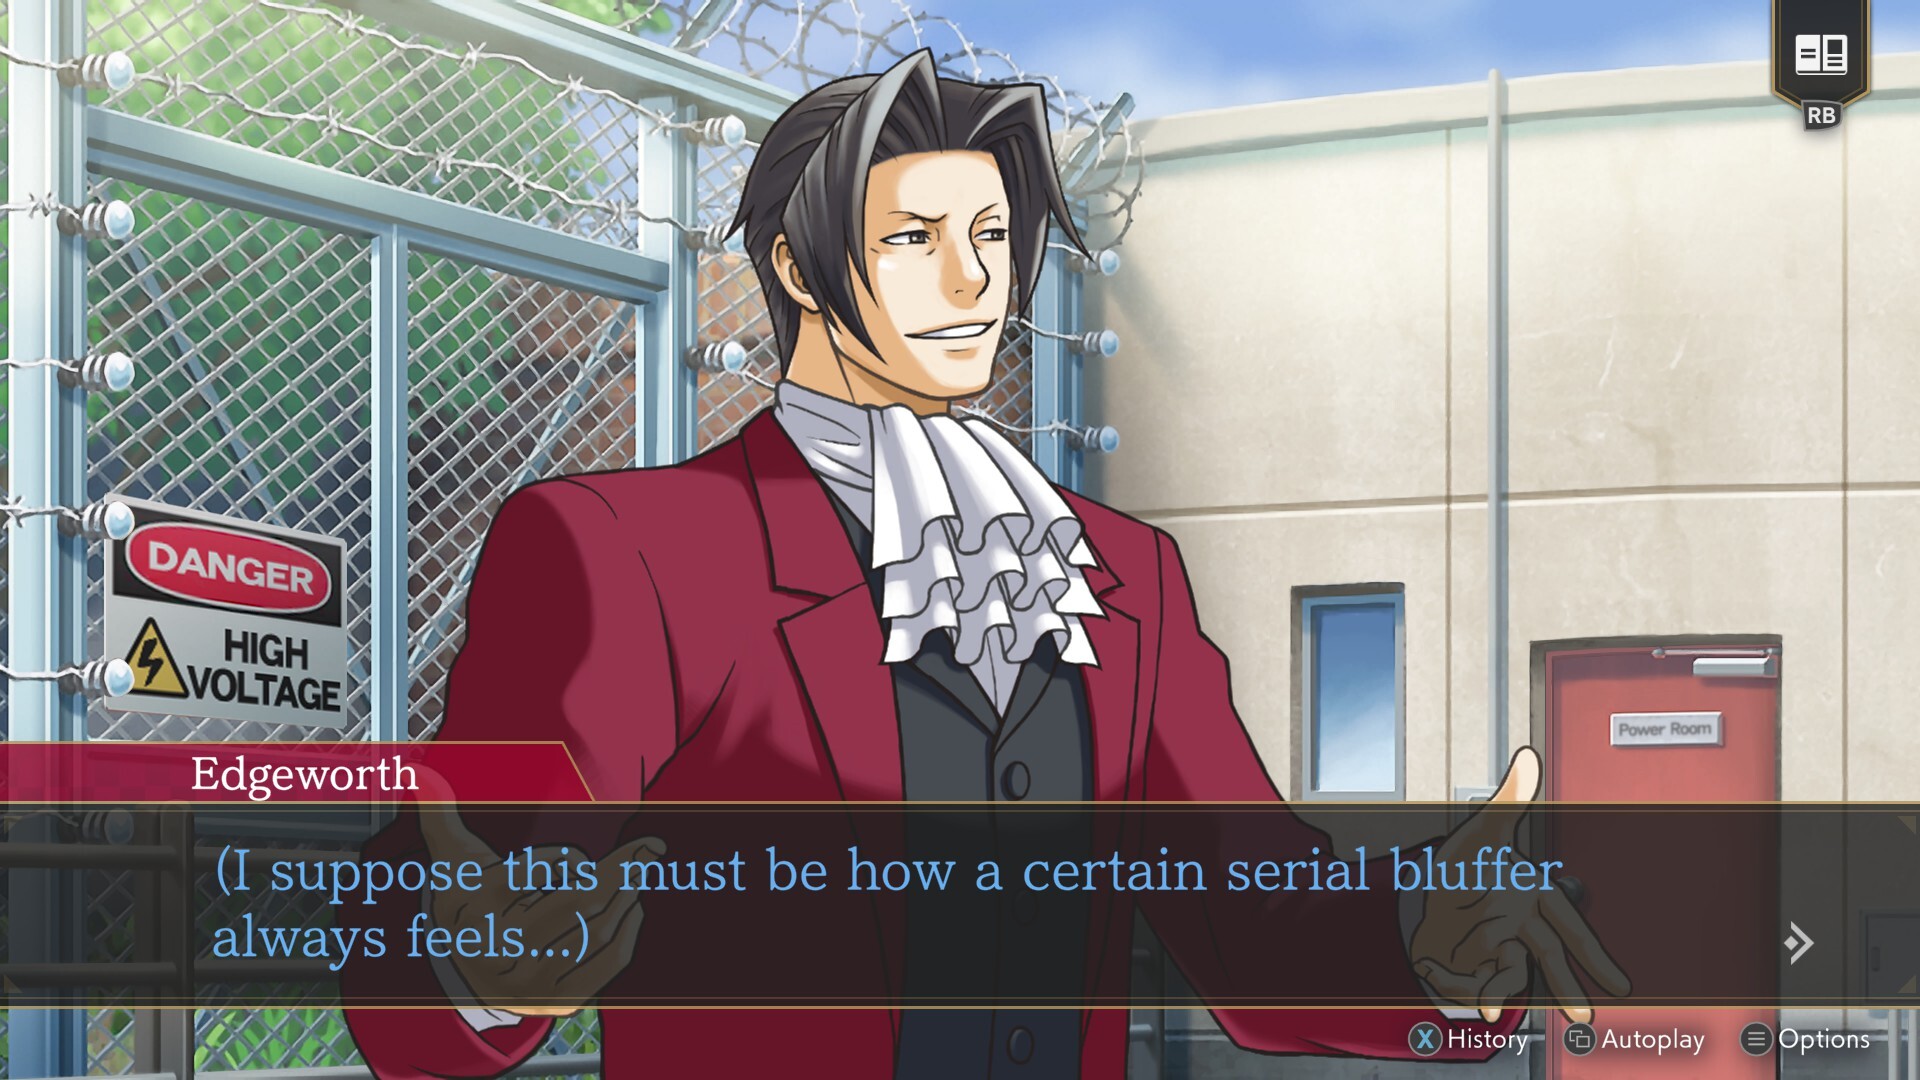 RB
DANGER
HIGH
VOLTAGE
Power Room
Edgeworth
(I suppose this must be how a certain serial bluffer
always feels...)
X History Autoplay Options